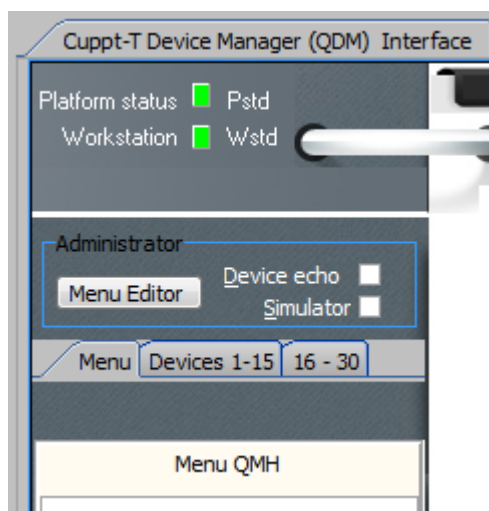 Cuppt-T Device Manager (QDM) Interface
Platform status Pstd
Workstation Wstd
Administrator
Menu Editor
Device echo
Simulator
Menu Devices 1-15 16 - 30
Menu QMH